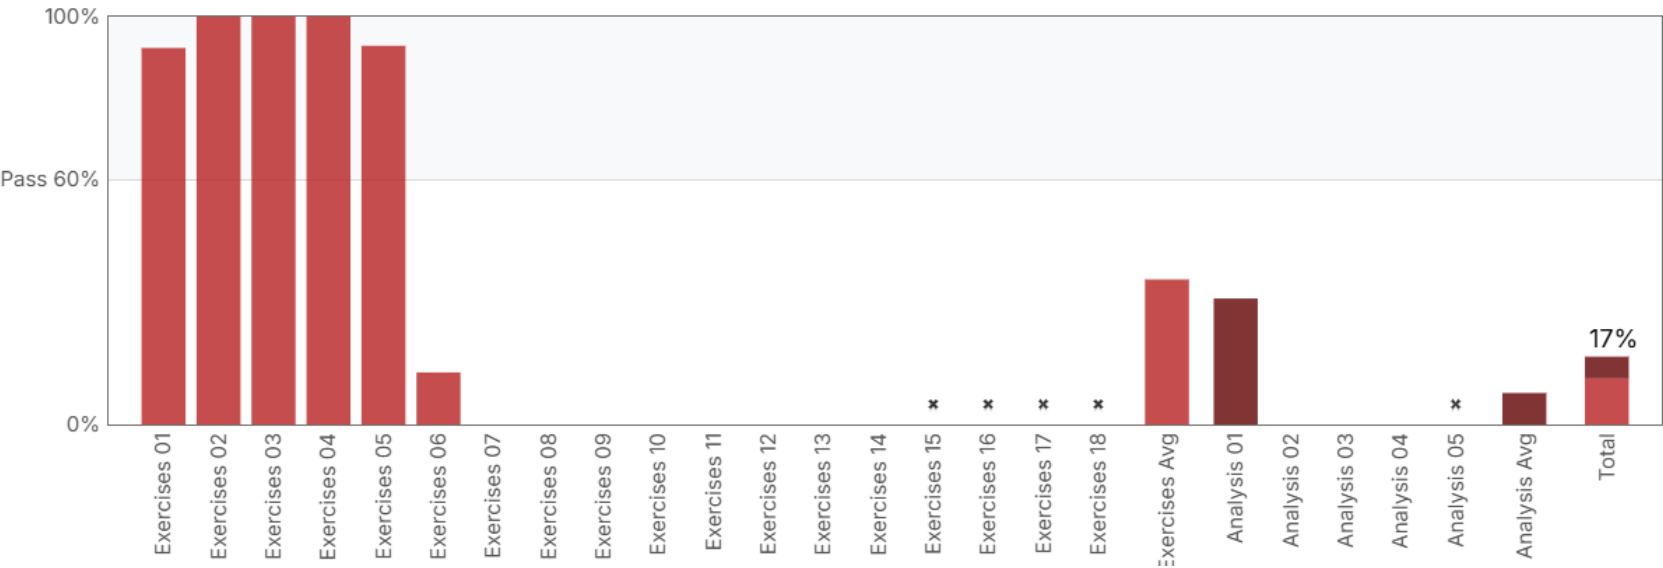 100%
Pass 60%
0%
17%
Exercises 01
Exercises 02
Exercises 03
Exercises 04
Exercises 05
Exercises 06
Exercises 07
Exercises 08
Exercises 09
Exercises 10
Exercises 11
Exercises 12
Exercises 13
Exercises 14
Exercises 15
Exercises 16
Exercises 17
Exercises 18
Exercises Avg
Analysis 01
Analysis 02
Analysis 03
Analysis 04
Analysis 05
Analysis Avg
Total